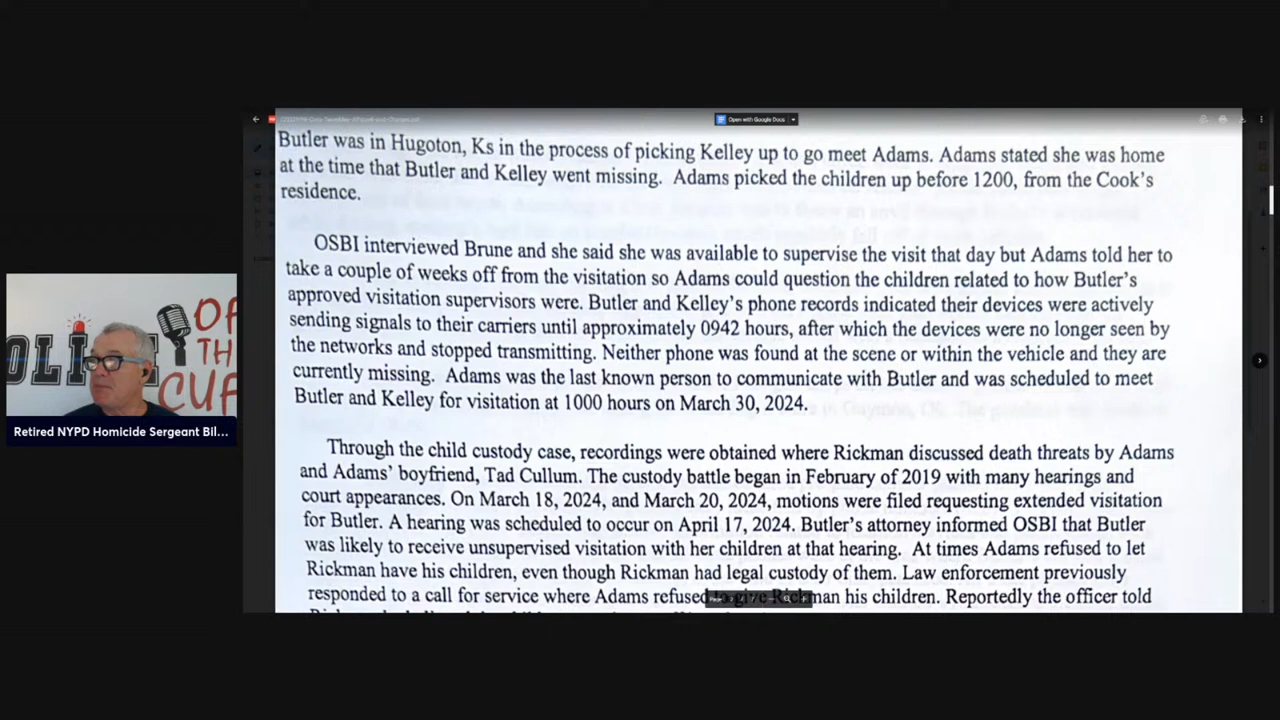 Open with Google Docs
Butler was in Hugoton, Ks in the process of picking Kelley up to go meet Adams. Adams stated she was home
at the time that Butler and Kelley went missing. Adams picked the children up before 1200, from the Cook's
residence.
OSBI interviewed Brune and she said she was available to supervise the visit that day but Adams told her to
take a couple of weeks off from the visitation so Adams could question the children related to how Butler's
approved visitation supervisors were. Butler and Kelley's phone records indicated their devices were actively
sending signals to their carriers until approximately 0942 hours, after which the devices were no longer seen by
the networks and stopped transmitting. Neither phone was found at the scene or within the vehicle and they are
currently missing. Adams was the last known person to communicate with Butler and was scheduled to meet
Butler and Kelley for visitation at 1000 hours on March 30, 2024.
Through the child custody case, recordings were obtained where Rickman discussed death threats by Adams
and Adams' boyfriend, Tad Cullum. The custody battle began in February of 2019 with many hearings and
court appearances. On March 18, 2024, and March 20, 2024, motions were filed requesting extended visitation
for Butler. A hearing was scheduled to occur on April 17, 2024. Butler's attorney informed OSBI that Butler
was likely to receive unsupervised visitation with her children at that hearing. At times Adams refused to let
Rickman have his children, even though Rickman had legal custody of them. Law enforcement previously
responded to a call for service where Adams refused to give Rickman his children. Reportedly the officer told
OLI
OF
TH
CUF
Retired NYPD Homicide Sergeant Bil...